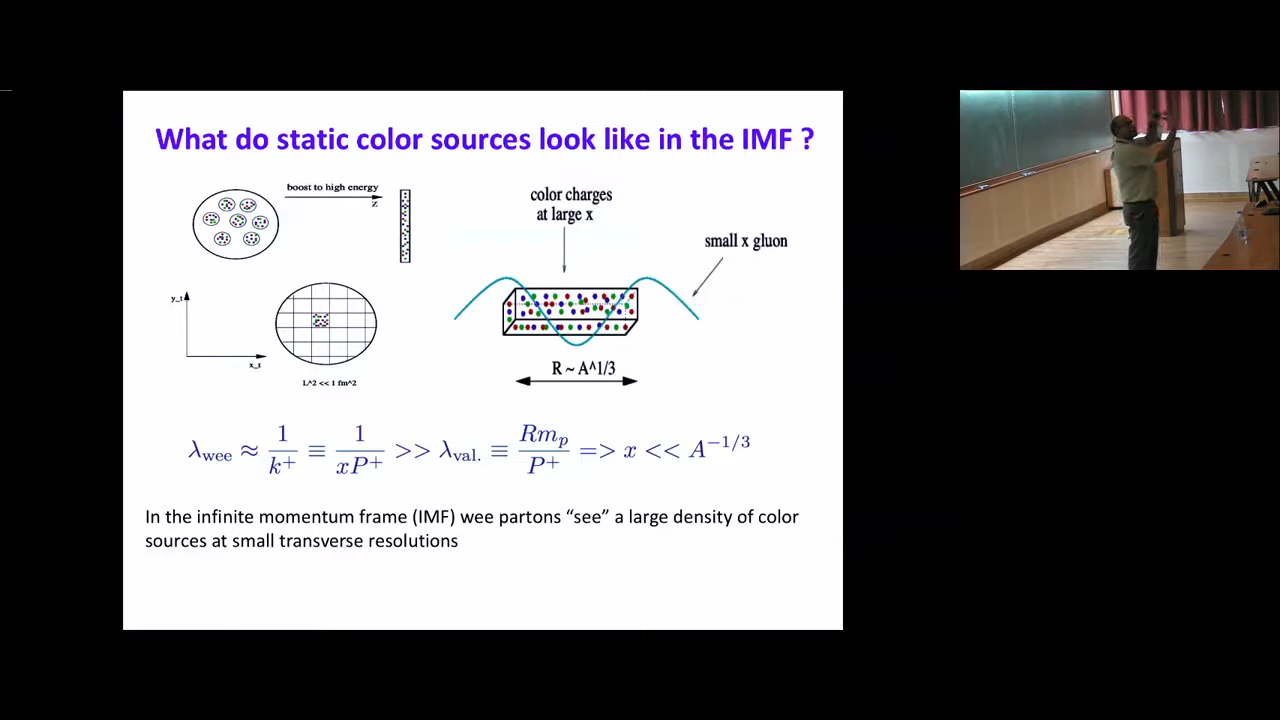 What do static color sources look like in the IMF ?
boost to high energy
z
color charges
at large x
small x gluon
y_t
x_t
L^2 << 1 fm^2
R ~ A^1/3
λ_wee ≈ 1/k^+ ≡ 1/xP^+ >> λ_val. ≡ Rm_p/P^+ => x << A^{-1/3}
In the infinite momentum frame (IMF) wee partons “see” a large density of color
sources at small transverse resolutions